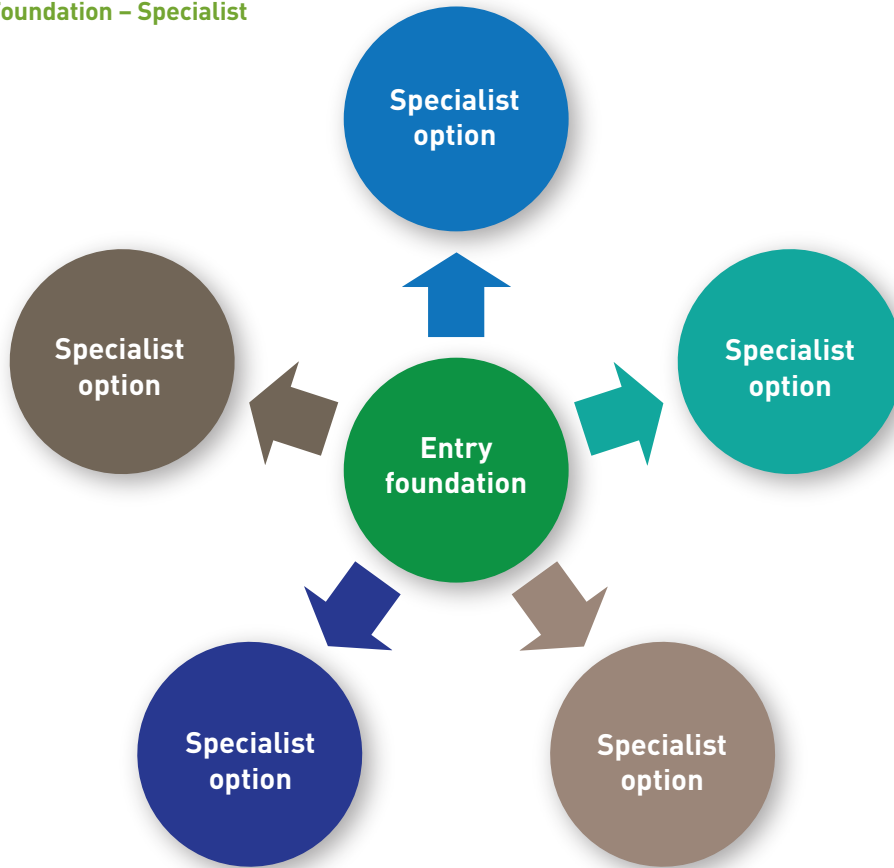 oundation – Specialist
Specialist
option
Specialist
option
Specialist
option
Entry
foundation
Specialist
option
Specialist
option